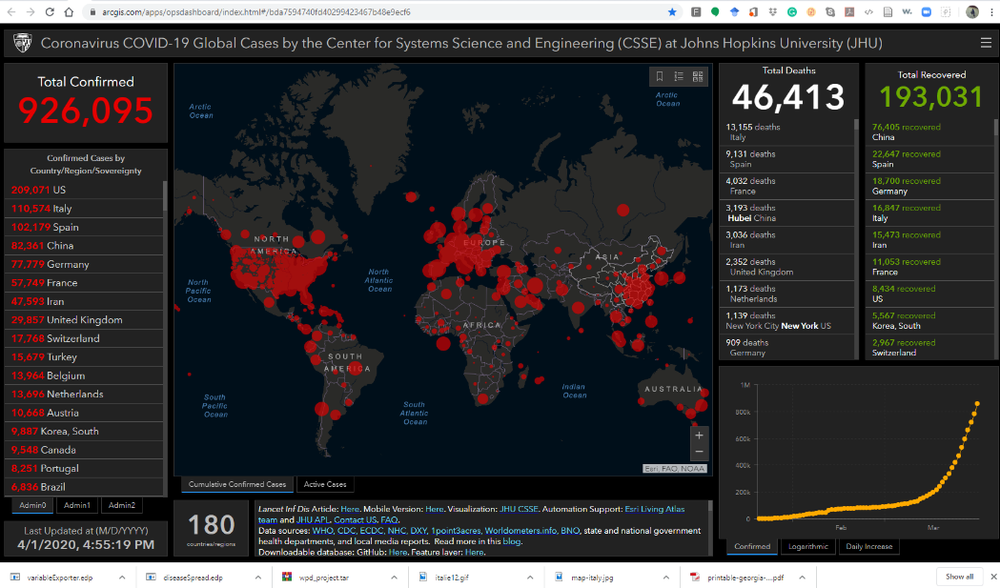 arcgis.com/apps/opsdashboard/index.html#/bda7594740fd40299423467b48e9ecf6
Coronavirus COVID-19 Global Cases by the Center for Systems Science and Engineering (CSSE) at Johns Hopkins University (JHU)
Total Confirmed
926,095
Confirmed Cases by
Country/Region/Sovereignty
209,071 US
110,574 Italy
102,179 Spain
82,361 China
77,779 Germany
57,749 France
47,593 Iran
29,857 United Kingdom
17,768 Switzerland
15,679 Turkey
13,964 Belgium
13,696 Netherlands
10,668 Austria
9,887 Korea, South
9,548 Canada
8,251 Portugal
6,836 Brazil
Admin0 Admin1 Admin2
Last Updated at (M/D/YYYY)
4/1/2020, 4:55:19 PM
Arctic
Ocean
Arctic
Ocean
NORTH
AMERICA
EUROPE
ASIA
North
Pacific
Ocean
North
Atlantic
Ocean
AFRICA
SOUTH
AMERICA
South
Pacific
Ocean
South
Atlantic
Ocean
Indian
Ocean
AUSTRALIA
+
−
Esri, FAO, NOAA
Cumulative Confirmed Cases Active Cases
180
countries/regions
Lancet Inf Dis Article: Here. Mobile Version: Here. Visualization: JHU CSSE. Automation Support: Esri Living Atlas
team and JHU APL. Contact US. FAQ.
Data sources: WHO, CDC, ECDC, NHC, DXY, 1point3acres, Worldometers.info, BNO, state and national government
health departments, and local media reports. Read more in this blog.
Downloadable database: GitHub: Here. Feature layer: Here.
Total Deaths
46,413
13,155 deaths
Italy
9,131 deaths
Spain
4,032 deaths
France
3,193 deaths
Hubei China
3,036 deaths
Iran
2,352 deaths
United Kingdom
1,173 deaths
Netherlands
1,139 deaths
New York City New York US
909 deaths
Germany
Total Recovered
193,031
76,405 recovered
China
22,647 recovered
Spain
18,700 recovered
Germany
16,847 recovered
Italy
15,473 recovered
Iran
11,053 recovered
France
8,434 recovered
US
5,567 recovered
Korea, South
2,967 recovered
Switzerland
1M
800k
600k
400k
200k
0
Feb Mar
Confirmed Logarithmic Daily Increase
variableExporter.edp diseaseSpread.edp wpd_project.tar italie12.gif map-italy.jpg printable-georgia-....pdf Show all